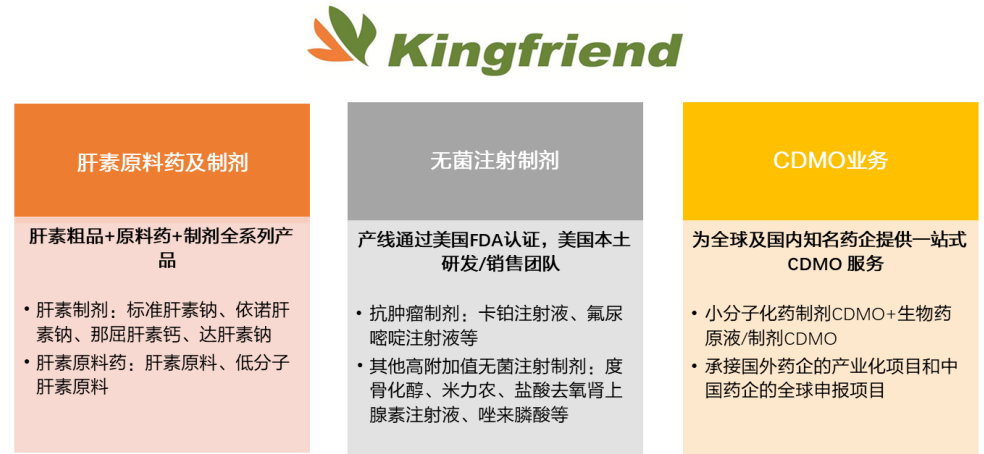 Kingfriend
肝素原料药及制剂
肝素粗品+原料药+制剂全系列产
品
• 肝素制剂：标准肝素钠、依诺肝
素钠、那屈肝素钙、达肝素钠
• 肝素原料药：肝素原料、低分子
肝素原料
无菌注射制剂
产线通过美国FDA认证，美国本土
研发/销售团队
• 抗肿瘤制剂：卡铂注射液、氟尿
嘧啶注射液等
• 其他高附加值无菌注射制剂：度
骨化醇、米力农、盐酸去氧肾上
腺素注射液、唑来膦酸等
CDMO业务
为全球及国内知名药企提供一站式
CDMO 服务
• 小分子化药制剂CDMO+生物药
原液/制剂CDMO
• 承接国外药企的产业化项目和中
国药企的全球申报项目